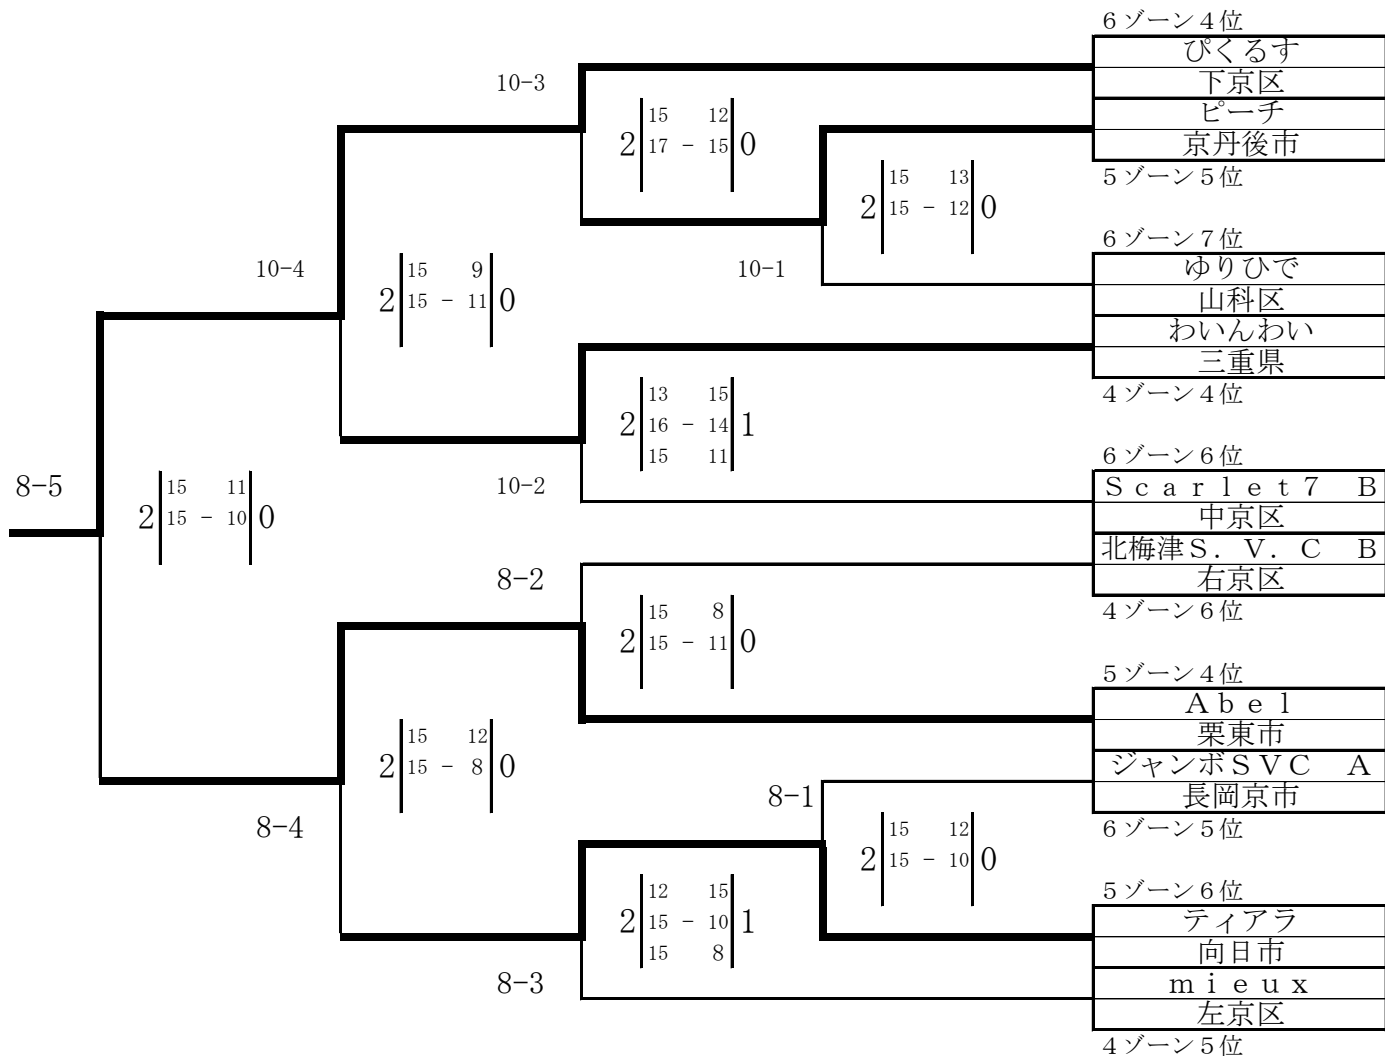 6ゾーン4位
ぴくるす
下京区
ピーチ
京丹後市
5ゾーン5位
10-3
2 15 12 0
17 - 15
2 15 13 0
15 - 12
6ゾーン7位
ゆりひで
山科区
わいんわい
三重県
4ゾーン4位
10-4
10-1
2 15 9 0
15 - 11
2 13 15 1
16 - 14
15 11
6ゾーン6位
Ｓｃａｒｌｅｔ７　Ｂ
中京区
北梅津Ｓ．Ｖ．Ｃ　Ｂ
右京区
4ゾーン6位
8-5
10-2
2 15 11 0
15 - 10
8-2
2 15 8 0
15 - 11
5ゾーン4位
Ａｂｅｌ
栗東市
ジャンボＳＶＣ　Ａ
長岡京市
6ゾーン5位
2 15 12 0
15 - 8
8-1
8-4
2 15 12 0
15 - 10
2 12 15 1
15 - 10
15 8
5ゾーン6位
ティアラ
向日市
ｍｉｅｕｘ
左京区
4ゾーン5位
8-3